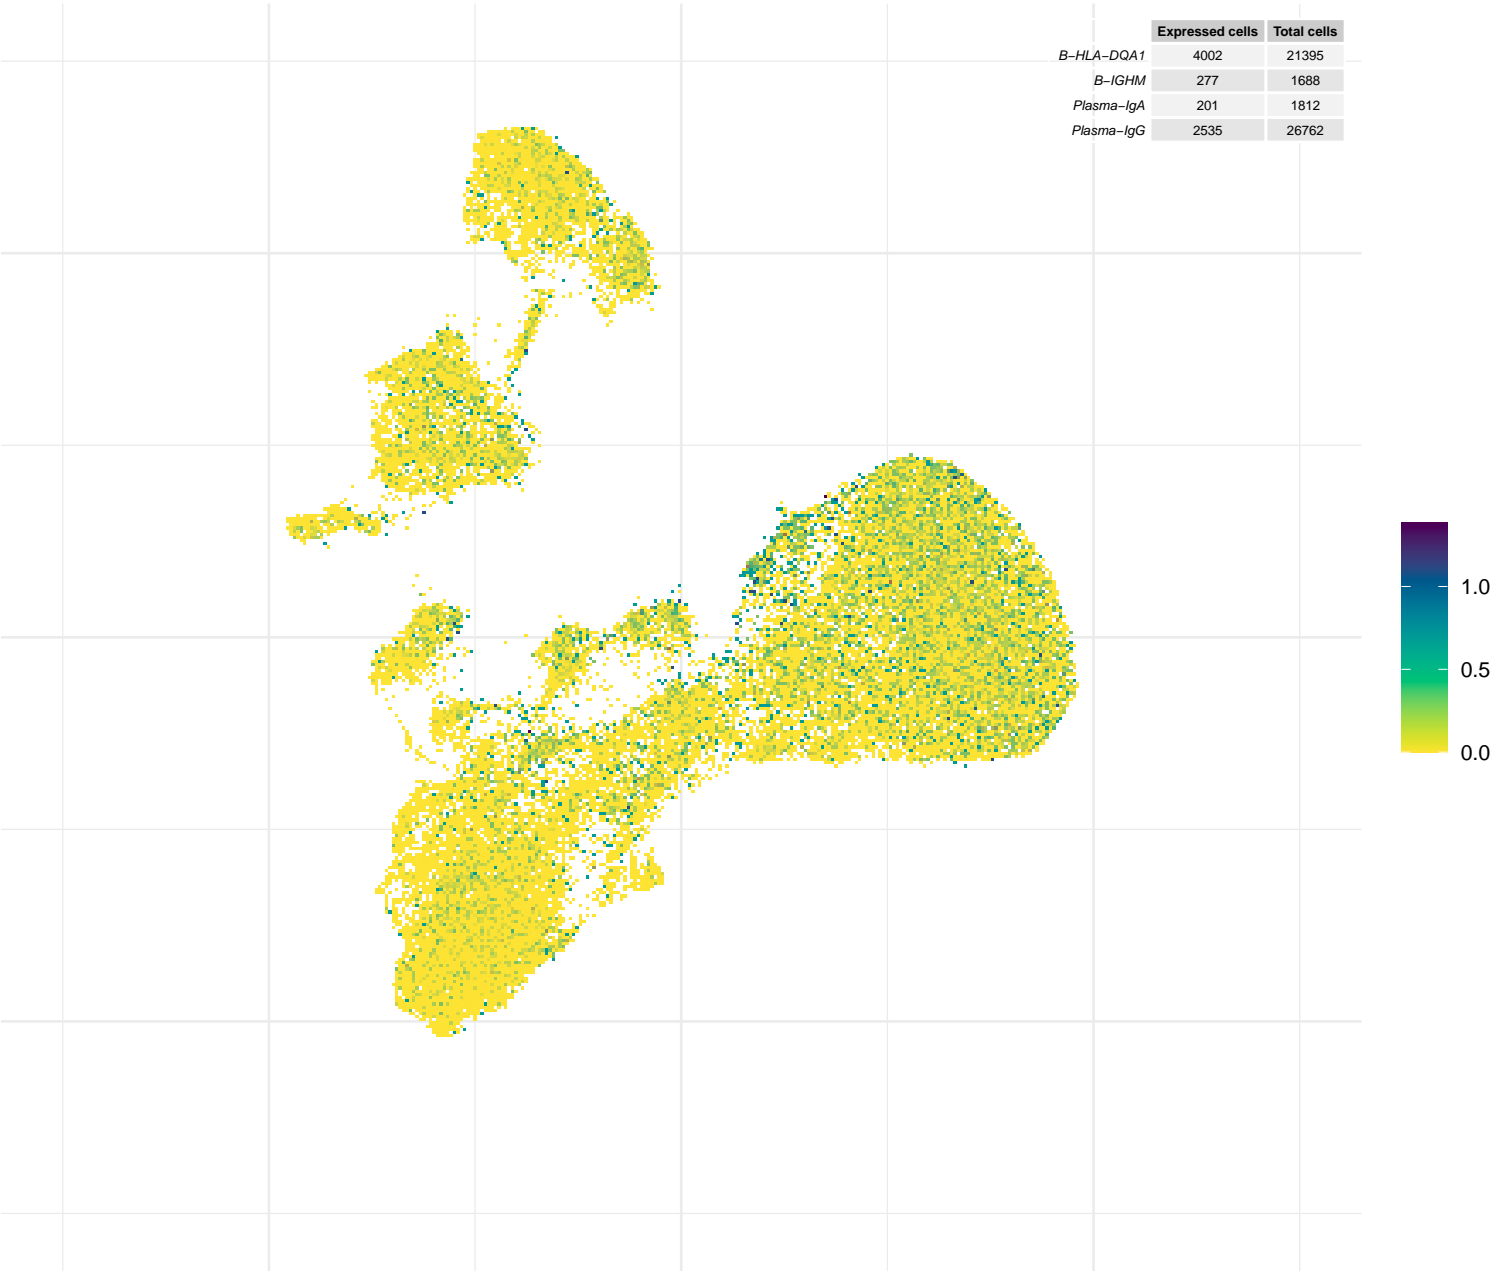 Expressed cells Total cells
B−HLA−DQA1 4002 21395
B−IGHM 277 1688
Plasma−IgA 201 1812
Plasma−IgG 2535 26762
1.0
0.5
0.0